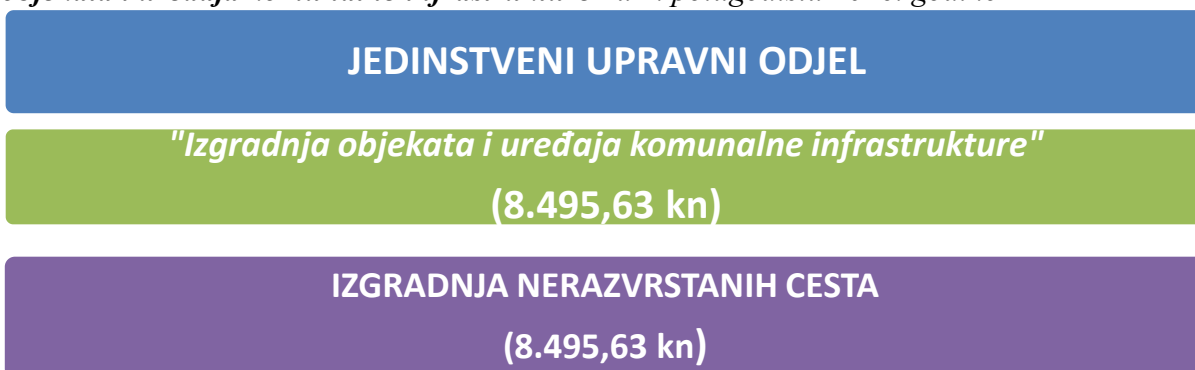 JEDINSTVENI UPRAVNI ODJEL
"Izgradnja objekata i uređaja komunalne infrastrukture"
(8.495,63 kn)
IZGRADNJA NERAZVRSTANIH CESTA
(8.495,63 kn)